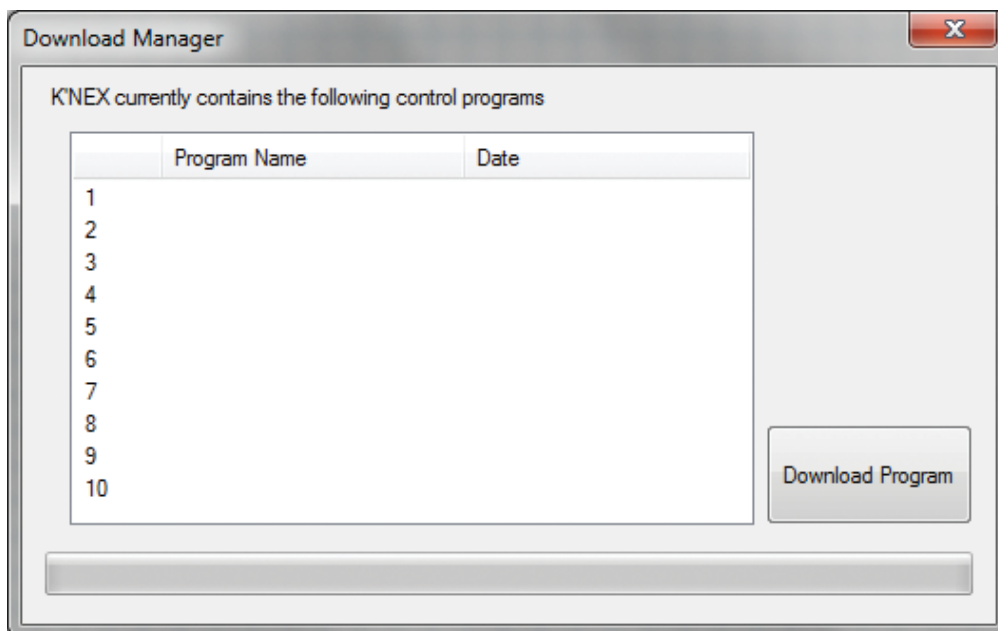 Download Manager
K'NEX currently contains the following control programs
Program Name Date
1
2
3
4
5
6
7
8
9
10
Download Program